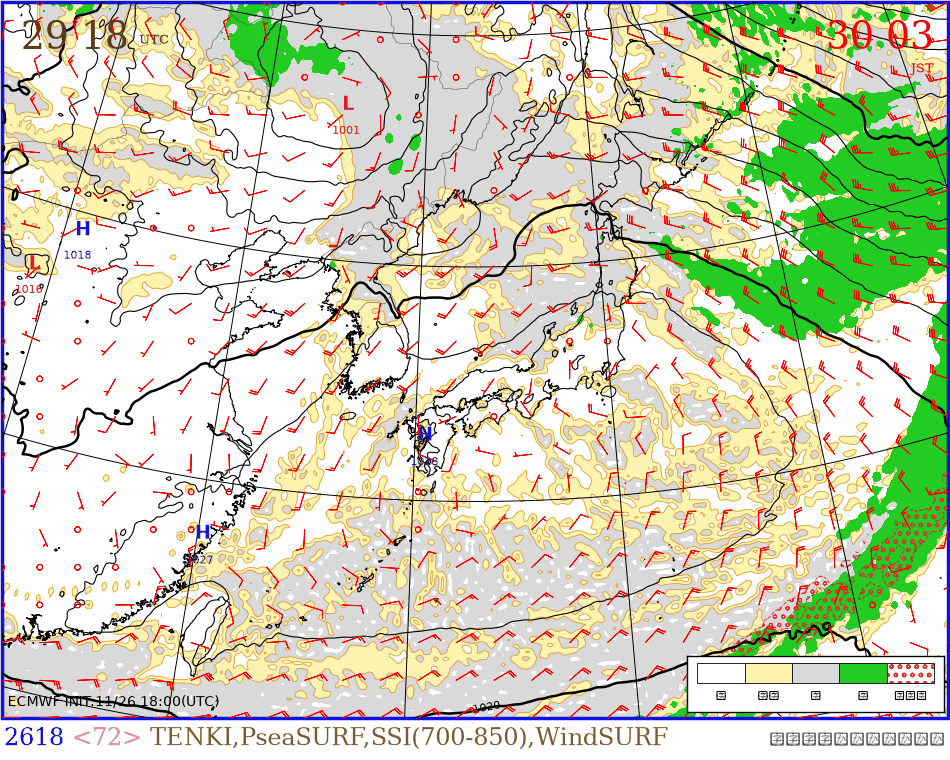 29 18 UTC
30 03
JST
L
1001
H
1018
L
1016
H
H
1020
ECMWF INIT:11/26 18:00(UTC)
2618 <72> TENKI,PseaSURF,SSI(700-850),WindSURF